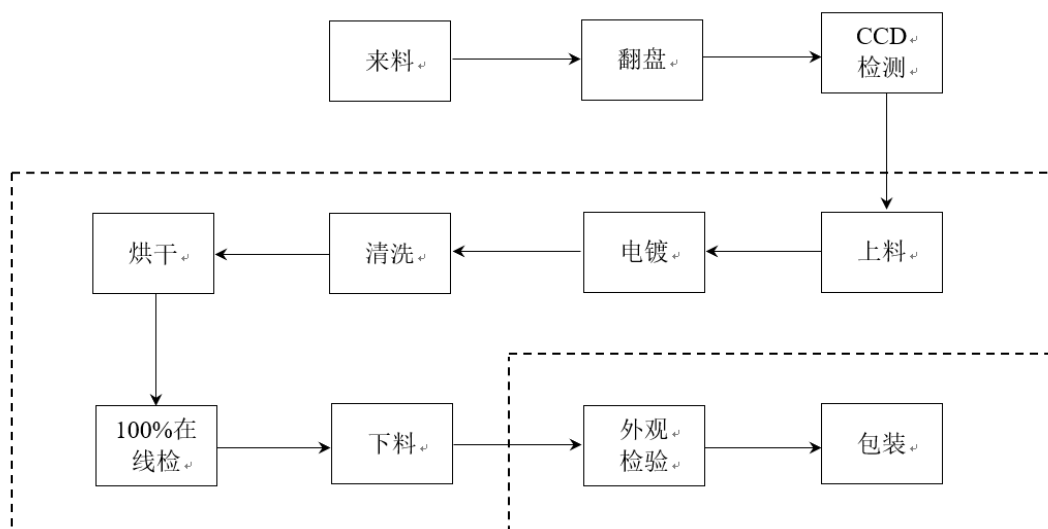 来料
翻盘
CCD
检测
烘干
清洗
电镀
上料
100%在
线检
下料
外观
检验
包装